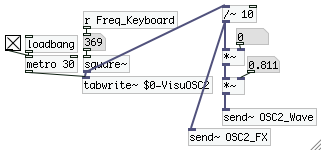 r Freq_Keyboard
/~ 10
loadbang
369
0
metro 30
square~
*~
0.811
tabwrite~ $0-VisuOSC2
*~
send~ OSC2_Wave
send~ OSC2_FX